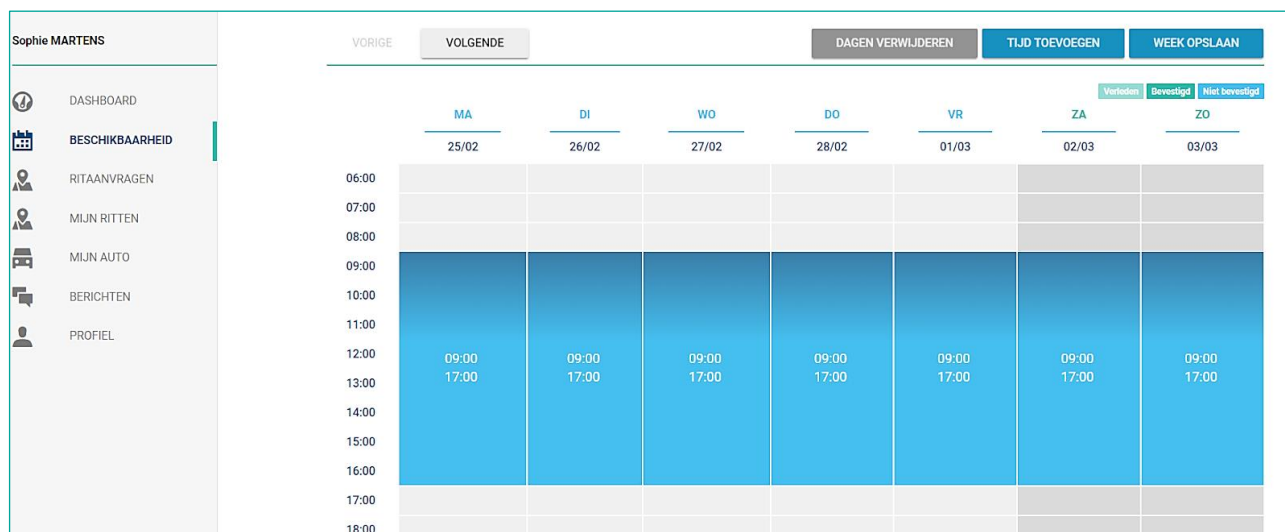 Sophie MARTENS
VORIGE VOLGENDE DAGEN VERWIJDEREN TIJD TOEVOEGEN WEEK OPSLAAN
DASHBOARD
BESCHIKBAARHEID
RITAANVRAGEN
MIJN RITTEN
MIJN AUTO
BERICHTEN
PROFIEL
Verleden Bevestigd Niet bevestigd
MA DI WO DO VR ZA ZO
25/02 26/02 27/02 28/02 01/03 02/03 03/03
06:00
07:00
08:00
09:00
10:00
11:00
12:00
13:00
14:00
15:00
16:00
17:00
18:00
09:00 09:00 09:00 09:00 09:00 09:00 09:00
17:00 17:00 17:00 17:00 17:00 17:00 17:00